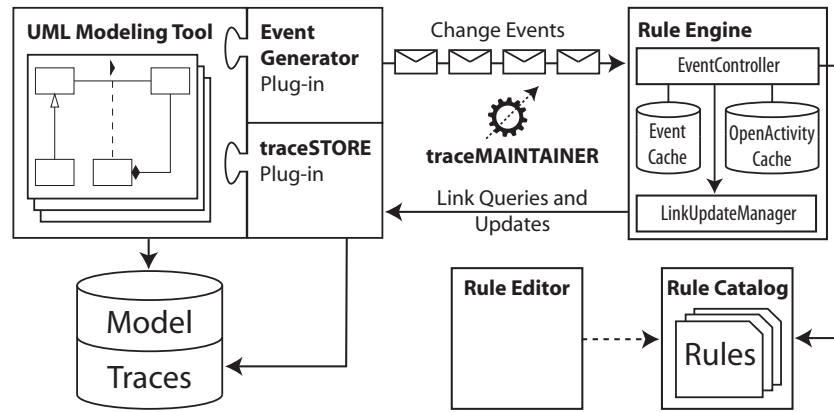 UML Modeling Tool
Event
Generator
Plug-in
traceSTORE
Plug-in
Change Events
traceMAINTAINER
Link Queries and
Updates
Rule Engine
EventController
Event
Cache
OpenActivity
Cache
LinkUpdateManager
Model
Traces
Rule Editor
Rule Catalog
Rules